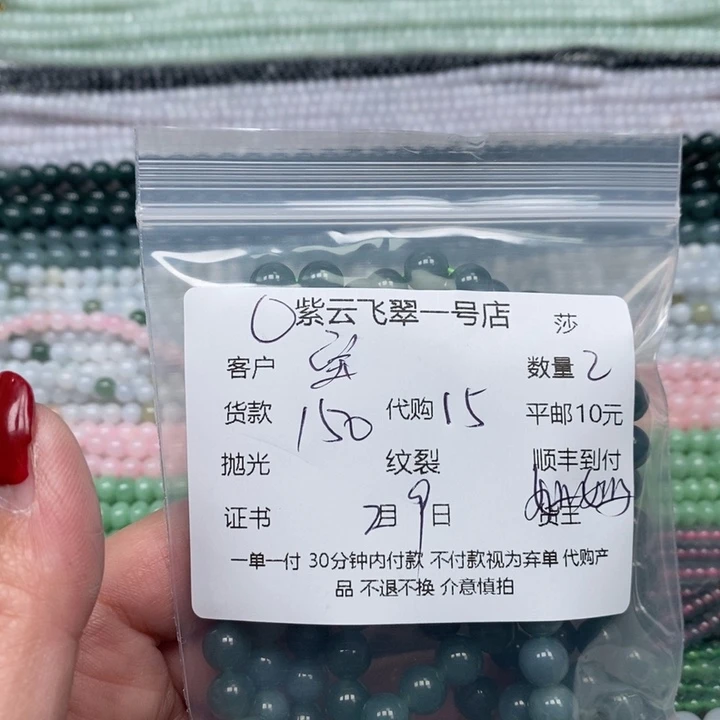 紫云飞翠一号店 莎
客户 数量 2
货款 150 代购 15 平邮10元
抛光 纹裂 顺丰到付
证书 2月9日 货主
一单一付 30分钟内付款 不付款视为弃单 代购产
品 不退不换 介意慎拍